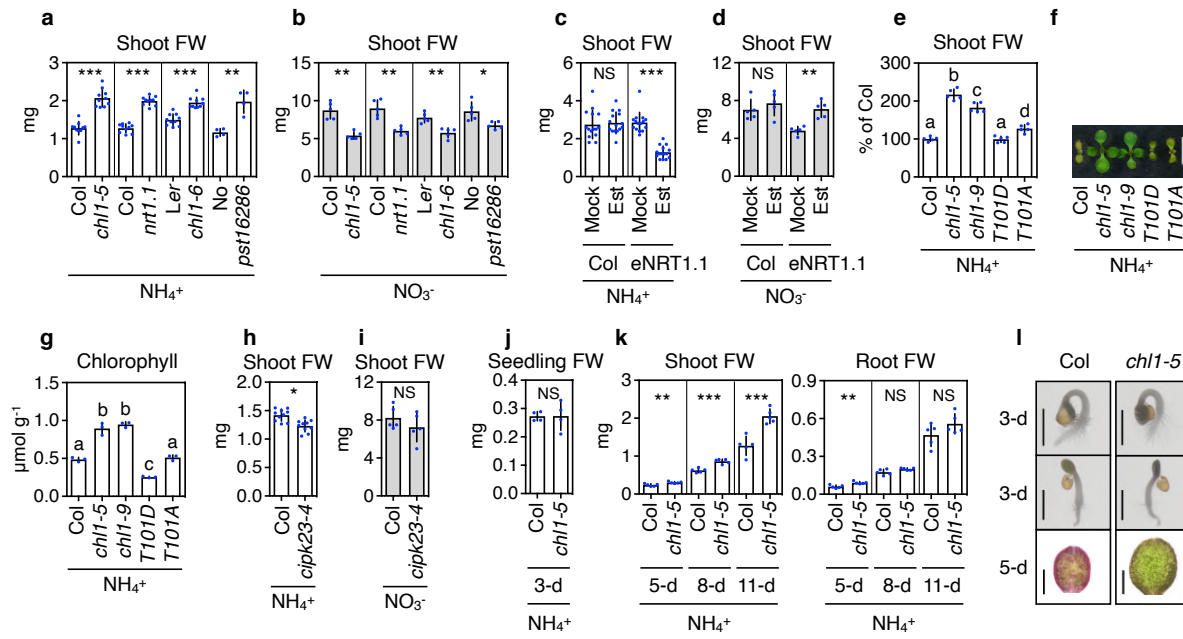 a
Shoot FW
***
***
***
**
mg
3
2
1
0
Col
chl1-5
Col
nrt1.1
Ler
chl1-6
No
pst16286
NH₄⁺
b
Shoot FW
**
**
**
*
mg
15
10
5
0
Col
chl1-5
Col
nrt1.1
Ler
chl1-6
No
pst16286
NO₃⁻
c
Shoot FW
NS
***
mg
6
4
2
0
Mock
Est
Mock
Est
Col
eNRT1.1
NH₄⁺
d
Shoot FW
NS
**
mg
15
10
5
0
Mock
Est
Mock
Est
Col
eNRT1.1
NO₃⁻
e
Shoot FW
% of Col
300
200
100
0
a
b
c
a
d
Col
chl1-5
chl1-9
T101D
T101A
NH₄⁺
f
Col
chl1-5
chl1-9
T101D
T101A
NH₄⁺
g
Chlorophyll
µmol g⁻¹
1.5
1.0
0.5
0.0
a
b
b
c
a
Col
chl1-5
chl1-9
T101D
T101A
NH₄⁺
h
Shoot FW
*
mg
2.0
1.5
1.0
0.5
0.0
Col
cipk23-4
NH₄⁺
i
Shoot FW
NS
mg
12
9
6
3
0
Col
cipk23-4
NO₃⁻
j
Seedling FW
NS
mg
0.4
0.3
0.2
0.1
0.0
Col
chl1-5
3-d
NH₄⁺
k
Shoot FW
**
***
***
mg
3
2
1
0
Col
chl1-5
Col
chl1-5
Col
chl1-5
5-d
8-d
11-d
NH₄⁺
Root FW
**
NS
NS
0.9
0.6
0.3
0.0
Col
chl1-5
Col
chl1-5
Col
chl1-5
5-d
8-d
11-d
NH₄⁺
l
Col
chl1-5
3-d
3-d
5-d